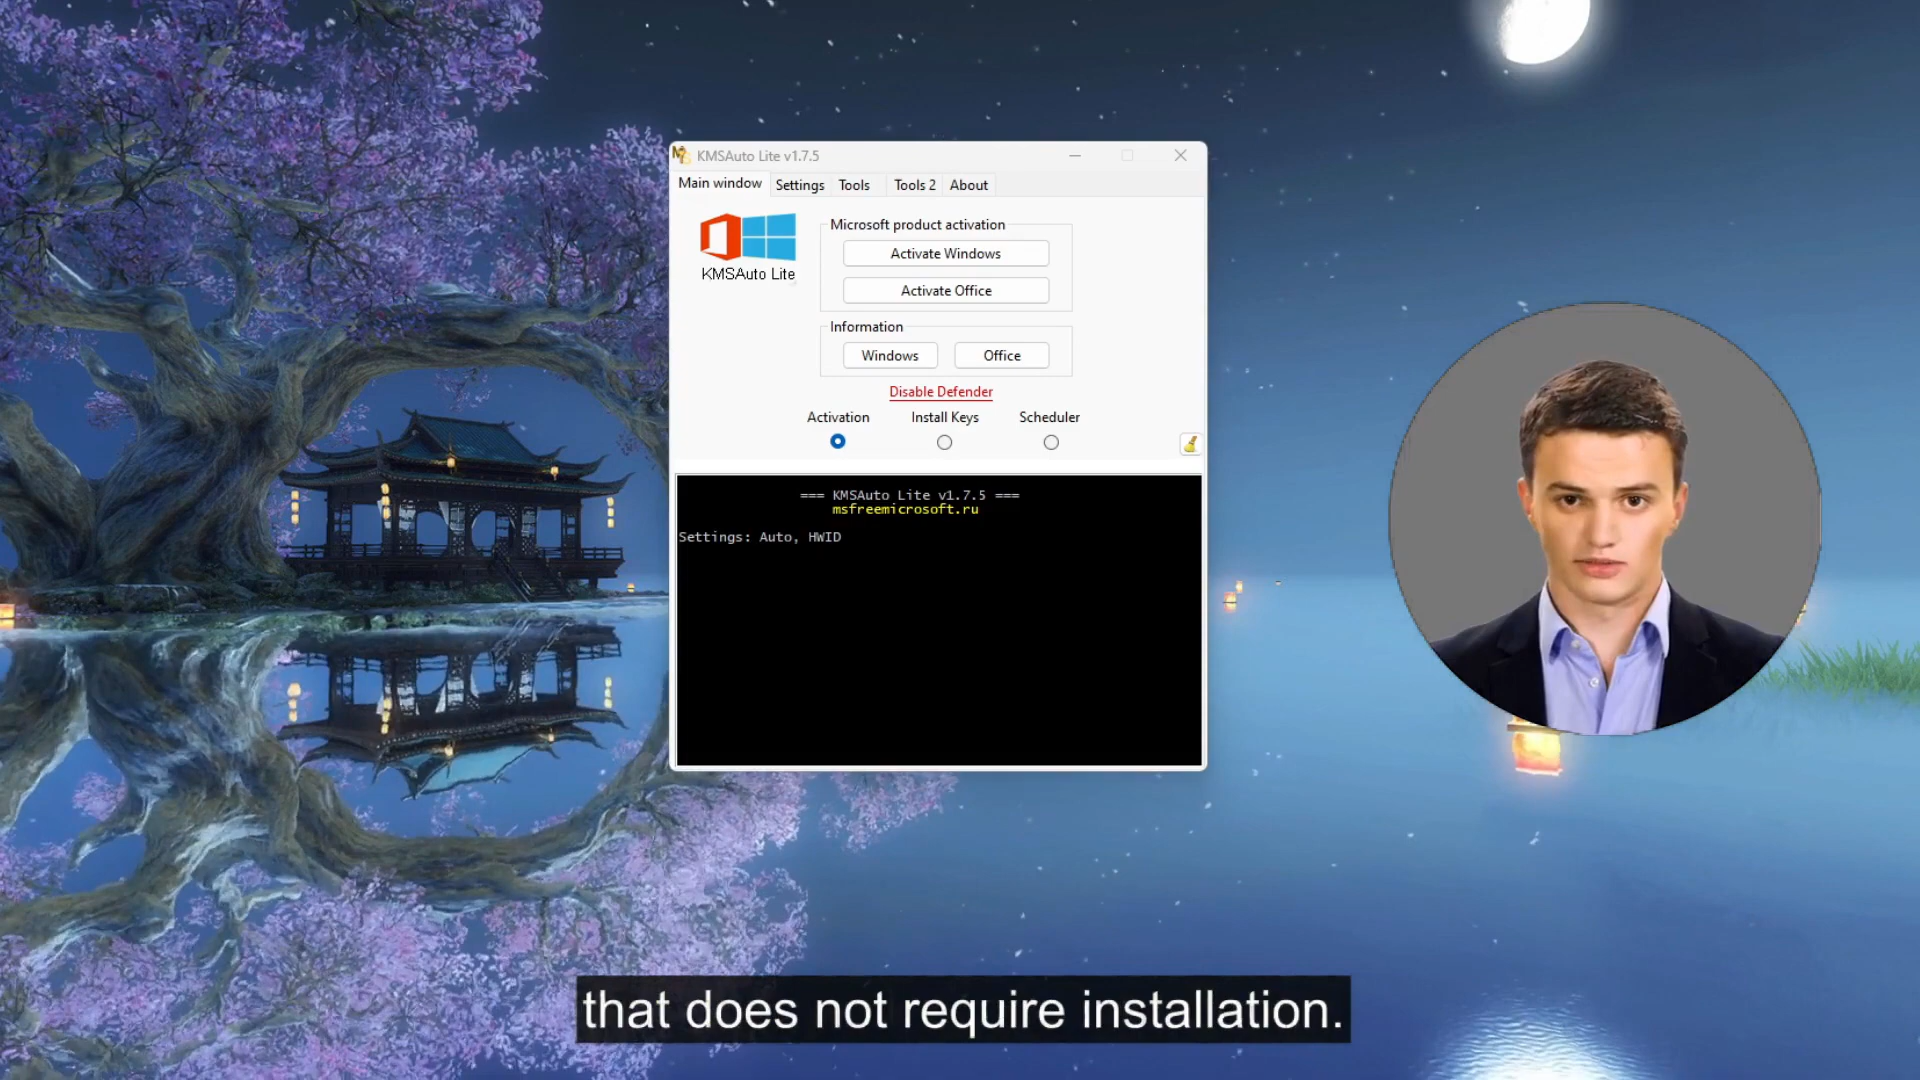 KMSAuto Lite v1.7.5
Main window Settings Tools Tools 2 About
Microsoft product activation
Activate Windows
KMSAuto Lite
Activate Office
Information
Windows Office
Disable Defender
Activation Install Keys Scheduler
=== KMSAuto Lite v1.7.5 ===
msfreemicrosoft.ru
Settings: Auto, HWID
that does not require installation.